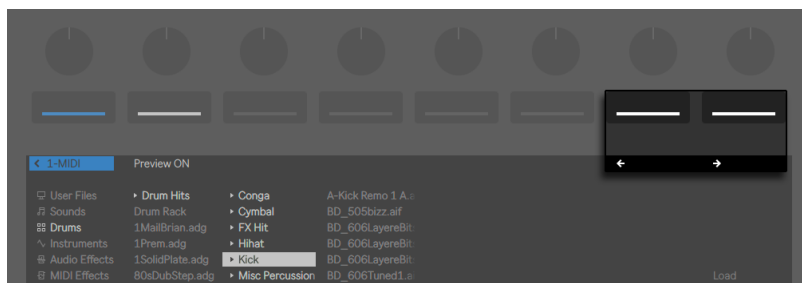 1-MIDI Preview ON ← →
User Files Drum Hits Conga A-Kick Remo 1 A.a
Sounds Drum Rack Cymbal BD_505bizz.aif
Drums 1MailBrian.adg FX Hit BD_606LayereBit
Instruments 1Prem.adg Hihat BD_606LayereBit
Audio Effects 1SolidPlate.adg Kick BD_606LayereBit
MIDI Effects 80sDubStep.adg Misc Percussion BD_606Tuned1.a Load